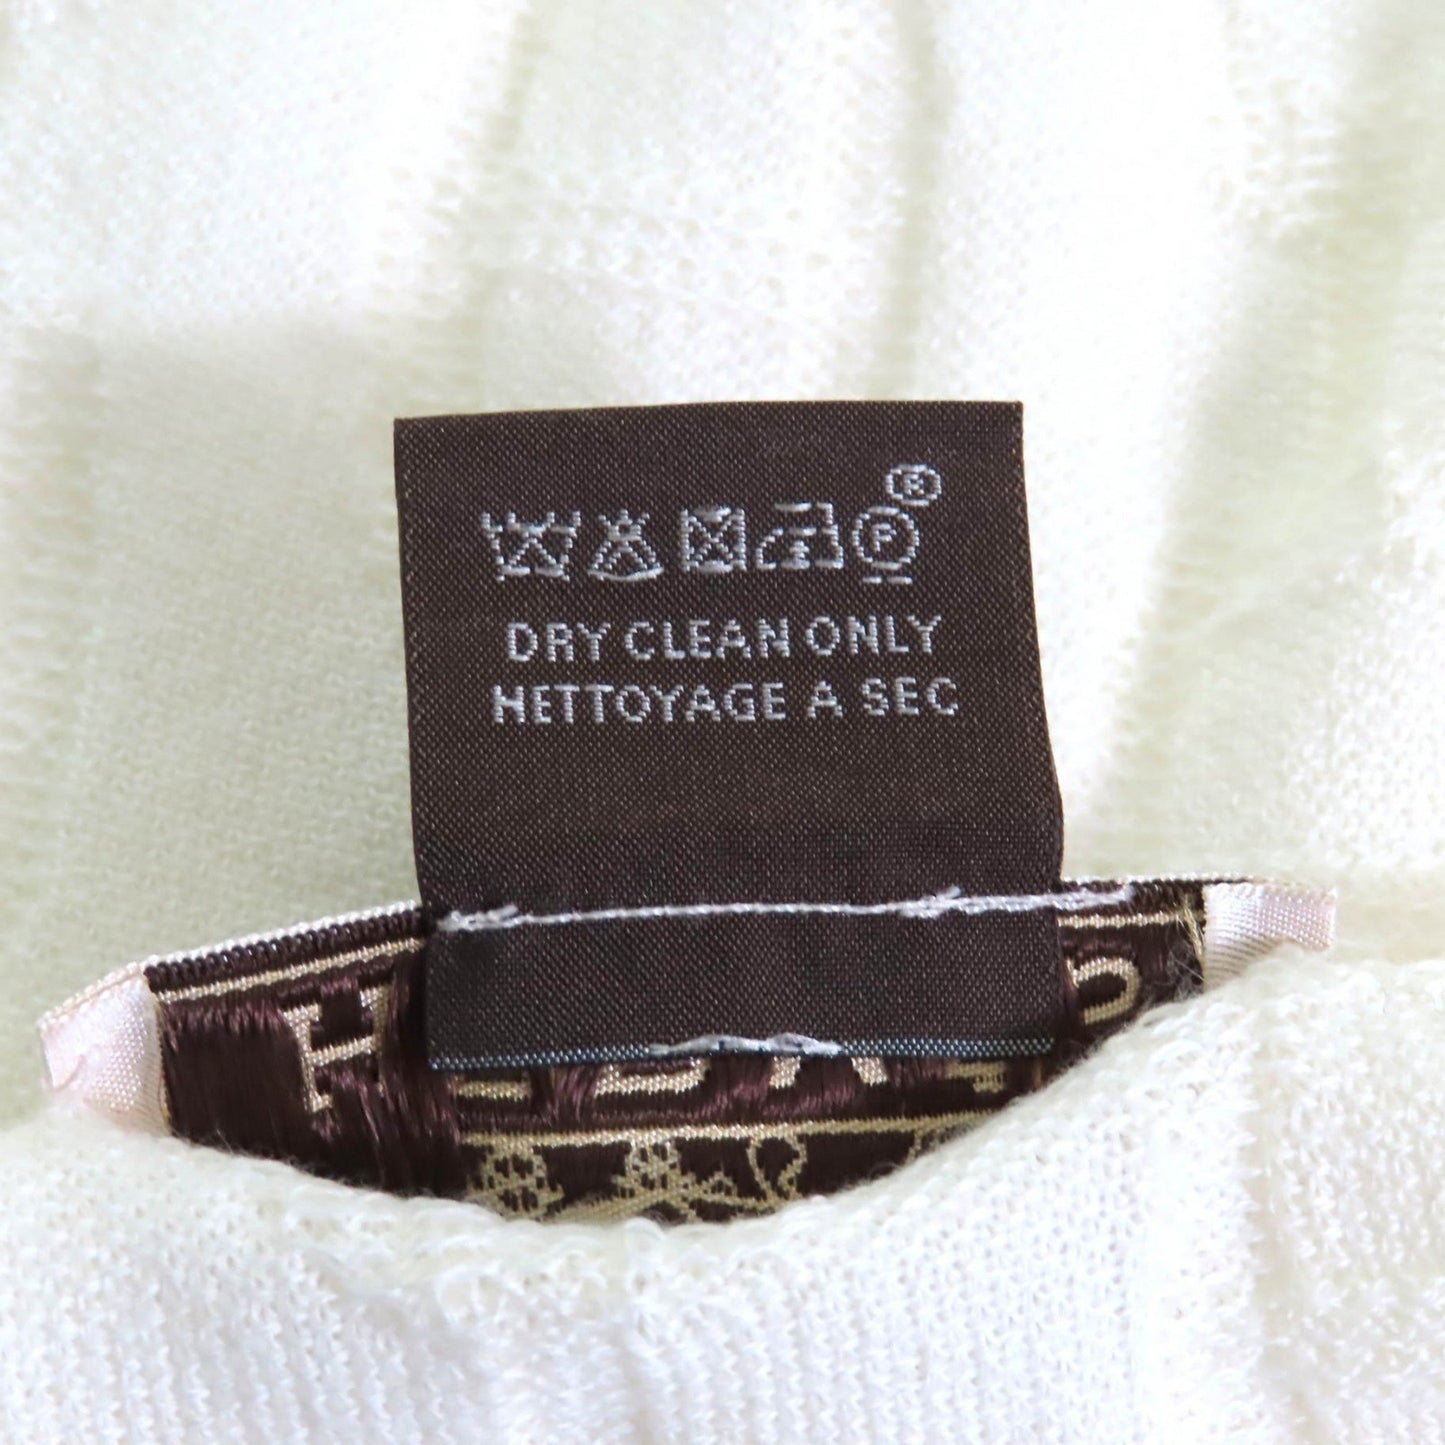 ®
P
DRY CLEAN ONLY
NETTOYAGE A SEC